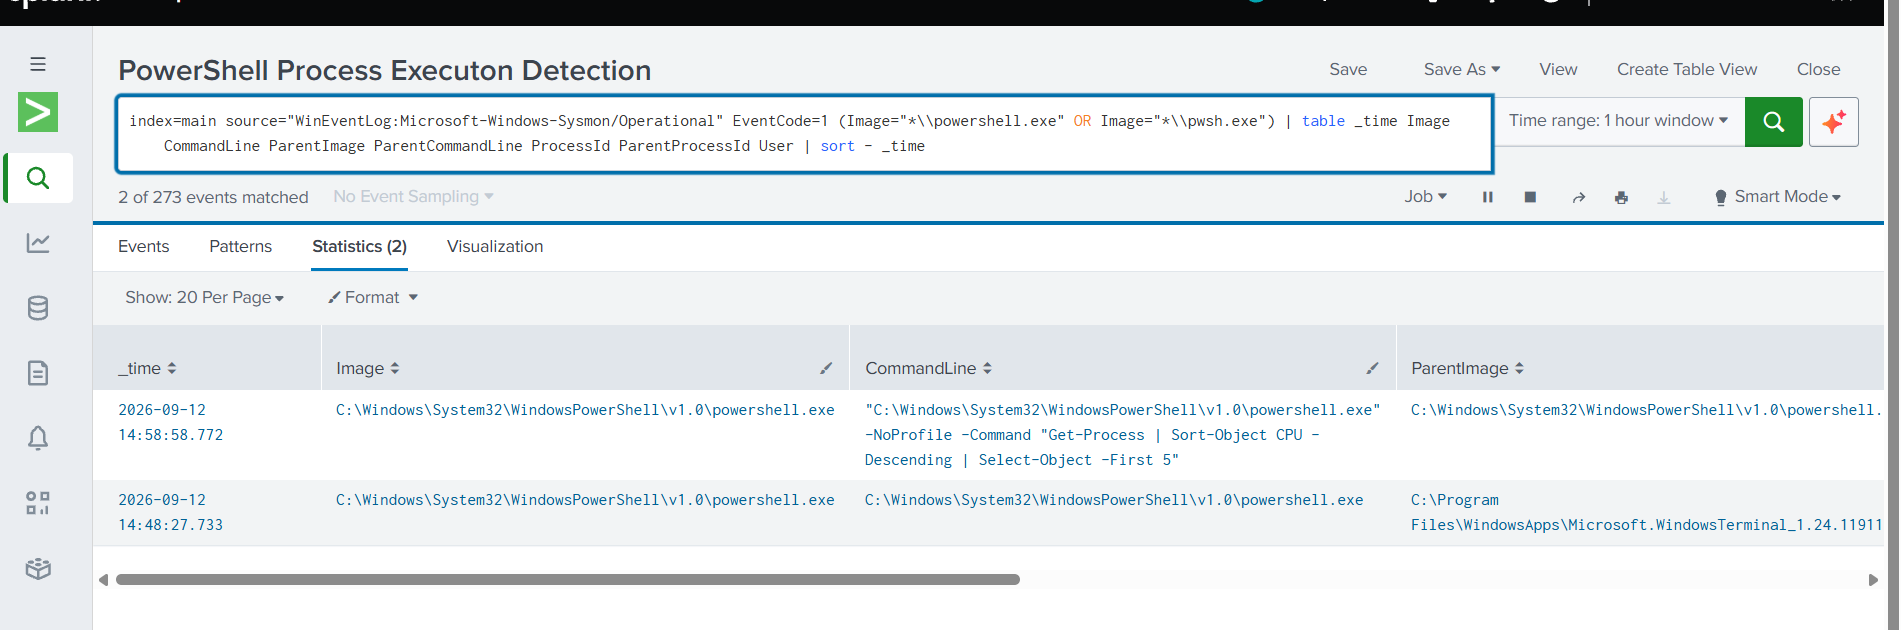 PowerShell Process Executon Detection
Save
Save As
View
Create Table View
Close
index=main source="WinEventLog:Microsoft-Windows-Sysmon/Operational" EventCode=1 (Image="*\\powershell.exe" OR Image="*\\pwsh.exe") | table _time Image
CommandLine ParentImage ParentCommandLine ProcessId ParentProcessId User | sort - _time
Time range: 1 hour window
2 of 273 events matched
No Event Sampling
Job
Smart Mode
Events
Patterns
Statistics (2)
Visualization
Show: 20 Per Page
Format
_time
Image
CommandLine
ParentImage
2026-09-12
14:58:58.772
C:\Windows\System32\WindowsPowerShell\v1.0\powershell.exe
"C:\Windows\System32\WindowsPowerShell\v1.0\powershell.exe"
-NoProfile -Command "Get-Process | Sort-Object CPU -
Descending | Select-Object -First 5"
C:\Windows\System32\WindowsPowerShell\v1.0\powershell.
2026-09-12
14:48:27.733
C:\Windows\System32\WindowsPowerShell\v1.0\powershell.exe
C:\Windows\System32\WindowsPowerShell\v1.0\powershell.exe
C:\Program
Files\WindowsApps\Microsoft.WindowsTerminal_1.24.11911